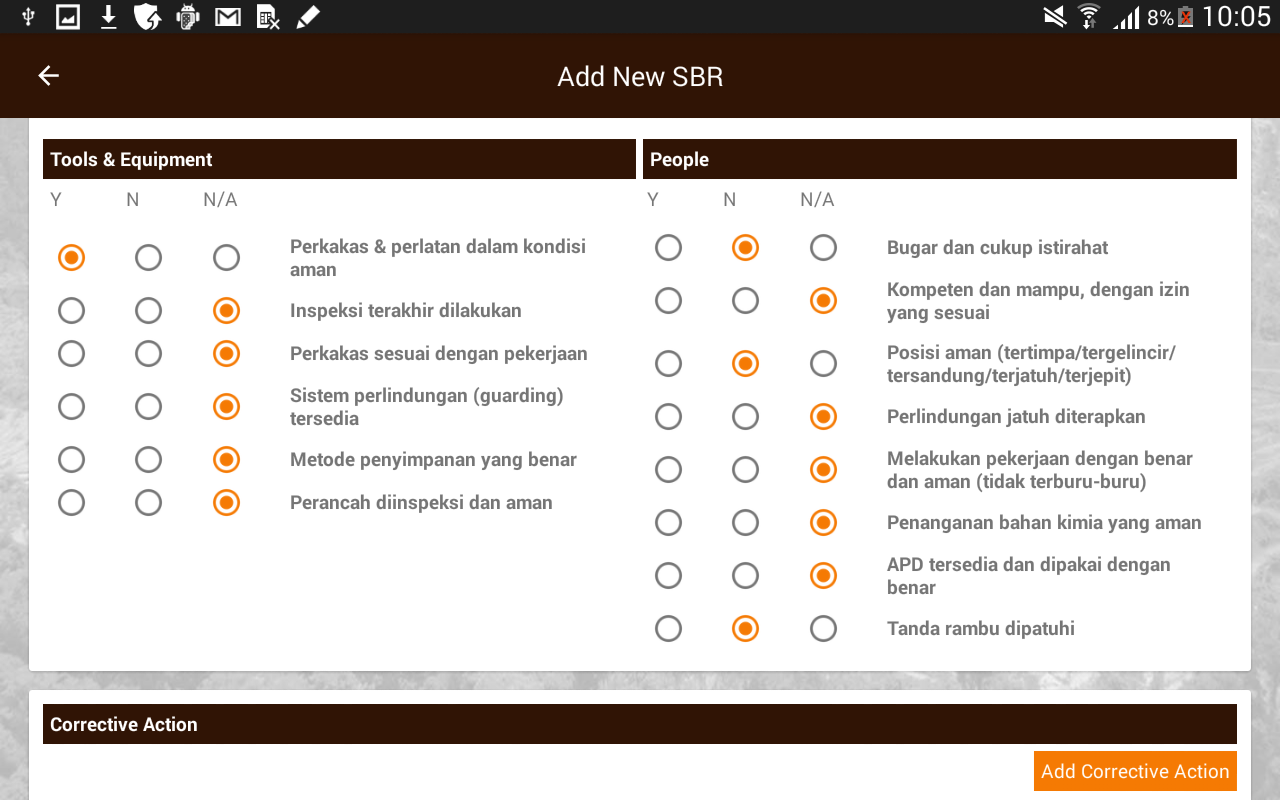 8% 10:05
Add New SBR
Tools & Equipment
Y N N/A
Perkakas & perlatan dalam kondisi
aman
Inspeksi terakhir dilakukan
Perkakas sesuai dengan pekerjaan
Sistem perlindungan (guarding)
tersedia
Metode penyimpanan yang benar
Perancah diinspeksi dan aman
People
Y N N/A
Bugar dan cukup istirahat
Kompeten dan mampu, dengan izin
yang sesuai
Posisi aman (tertimpa/tergelincir/
tersandung/terjatuh/terjepit)
Perlindungan jatuh diterapkan
Melakukan pekerjaan dengan benar
dan aman (tidak terburu-buru)
Penanganan bahan kimia yang aman
APD tersedia dan dipakai dengan
benar
Tanda rambu dipatuhi
Corrective Action
Add Corrective Action